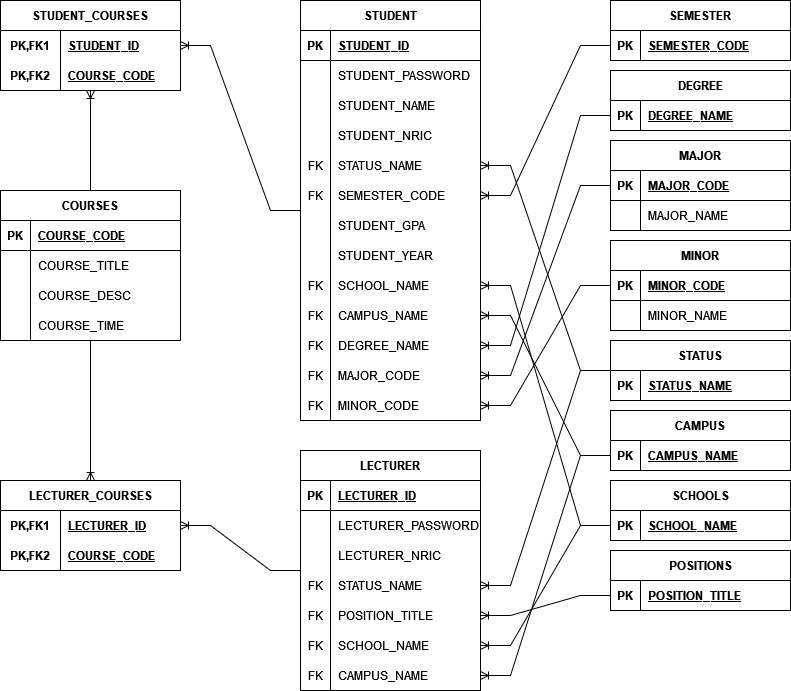 STUDENT_COURSES
PK,FK1 STUDENT_ID
PK,FK2 COURSE_CODE
COURSES
PK COURSE_CODE
COURSE_TITLE
COURSE_DESC
COURSE_TIME
LECTURER_COURSES
PK,FK1 LECTURER_ID
PK,FK2 COURSE_CODE
STUDENT
PK STUDENT_ID
STUDENT_PASSWORD
STUDENT_NAME
STUDENT_NRIC
FK STATUS_NAME
FK SEMESTER_CODE
STUDENT_GPA
STUDENT_YEAR
FK SCHOOL_NAME
FK CAMPUS_NAME
FK DEGREE_NAME
FK MAJOR_CODE
FK MINOR_CODE
LECTURER
PK LECTURER_ID
LECTURER_PASSWORD
LECTURER_NRIC
FK STATUS_NAME
FK POSITION_TITLE
FK SCHOOL_NAME
FK CAMPUS_NAME
SEMESTER
PK SEMESTER_CODE
DEGREE
PK DEGREE_NAME
MAJOR
PK MAJOR_CODE
MAJOR_NAME
MINOR
PK MINOR_CODE
MINOR_NAME
STATUS
PK STATUS_NAME
CAMPUS
PK CAMPUS_NAME
SCHOOLS
PK SCHOOL_NAME
POSITIONS
PK POSITION_TITLE